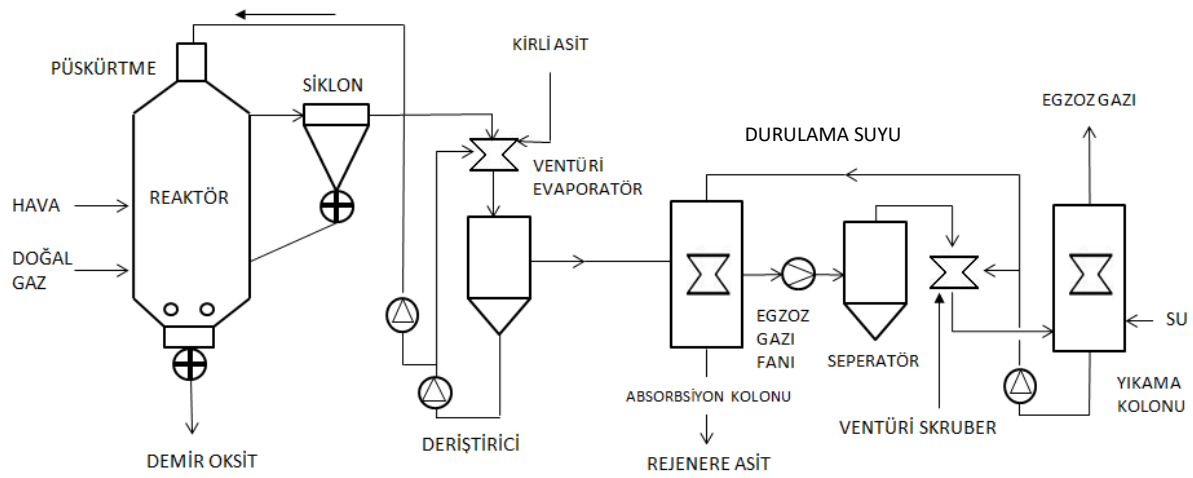 PÜSKÜRTME
SİKLON
KİRLİ ASİT
EGZOZ GAZI
DURULAMA SUYU
VENTÜRİ
EVAPORATÖR
REAKTÖR
HAVA
DOĞAL
GAZ
EGZOZ
GAZI
FANI
SEPERATÖR
SU
YIKAMA
KOLONU
ABSORBSİYON KOLONU
VENTÜRİ SKRUBER
DERİŞTİRİCİ
DEMİR OKSİT
REJENERE ASİT